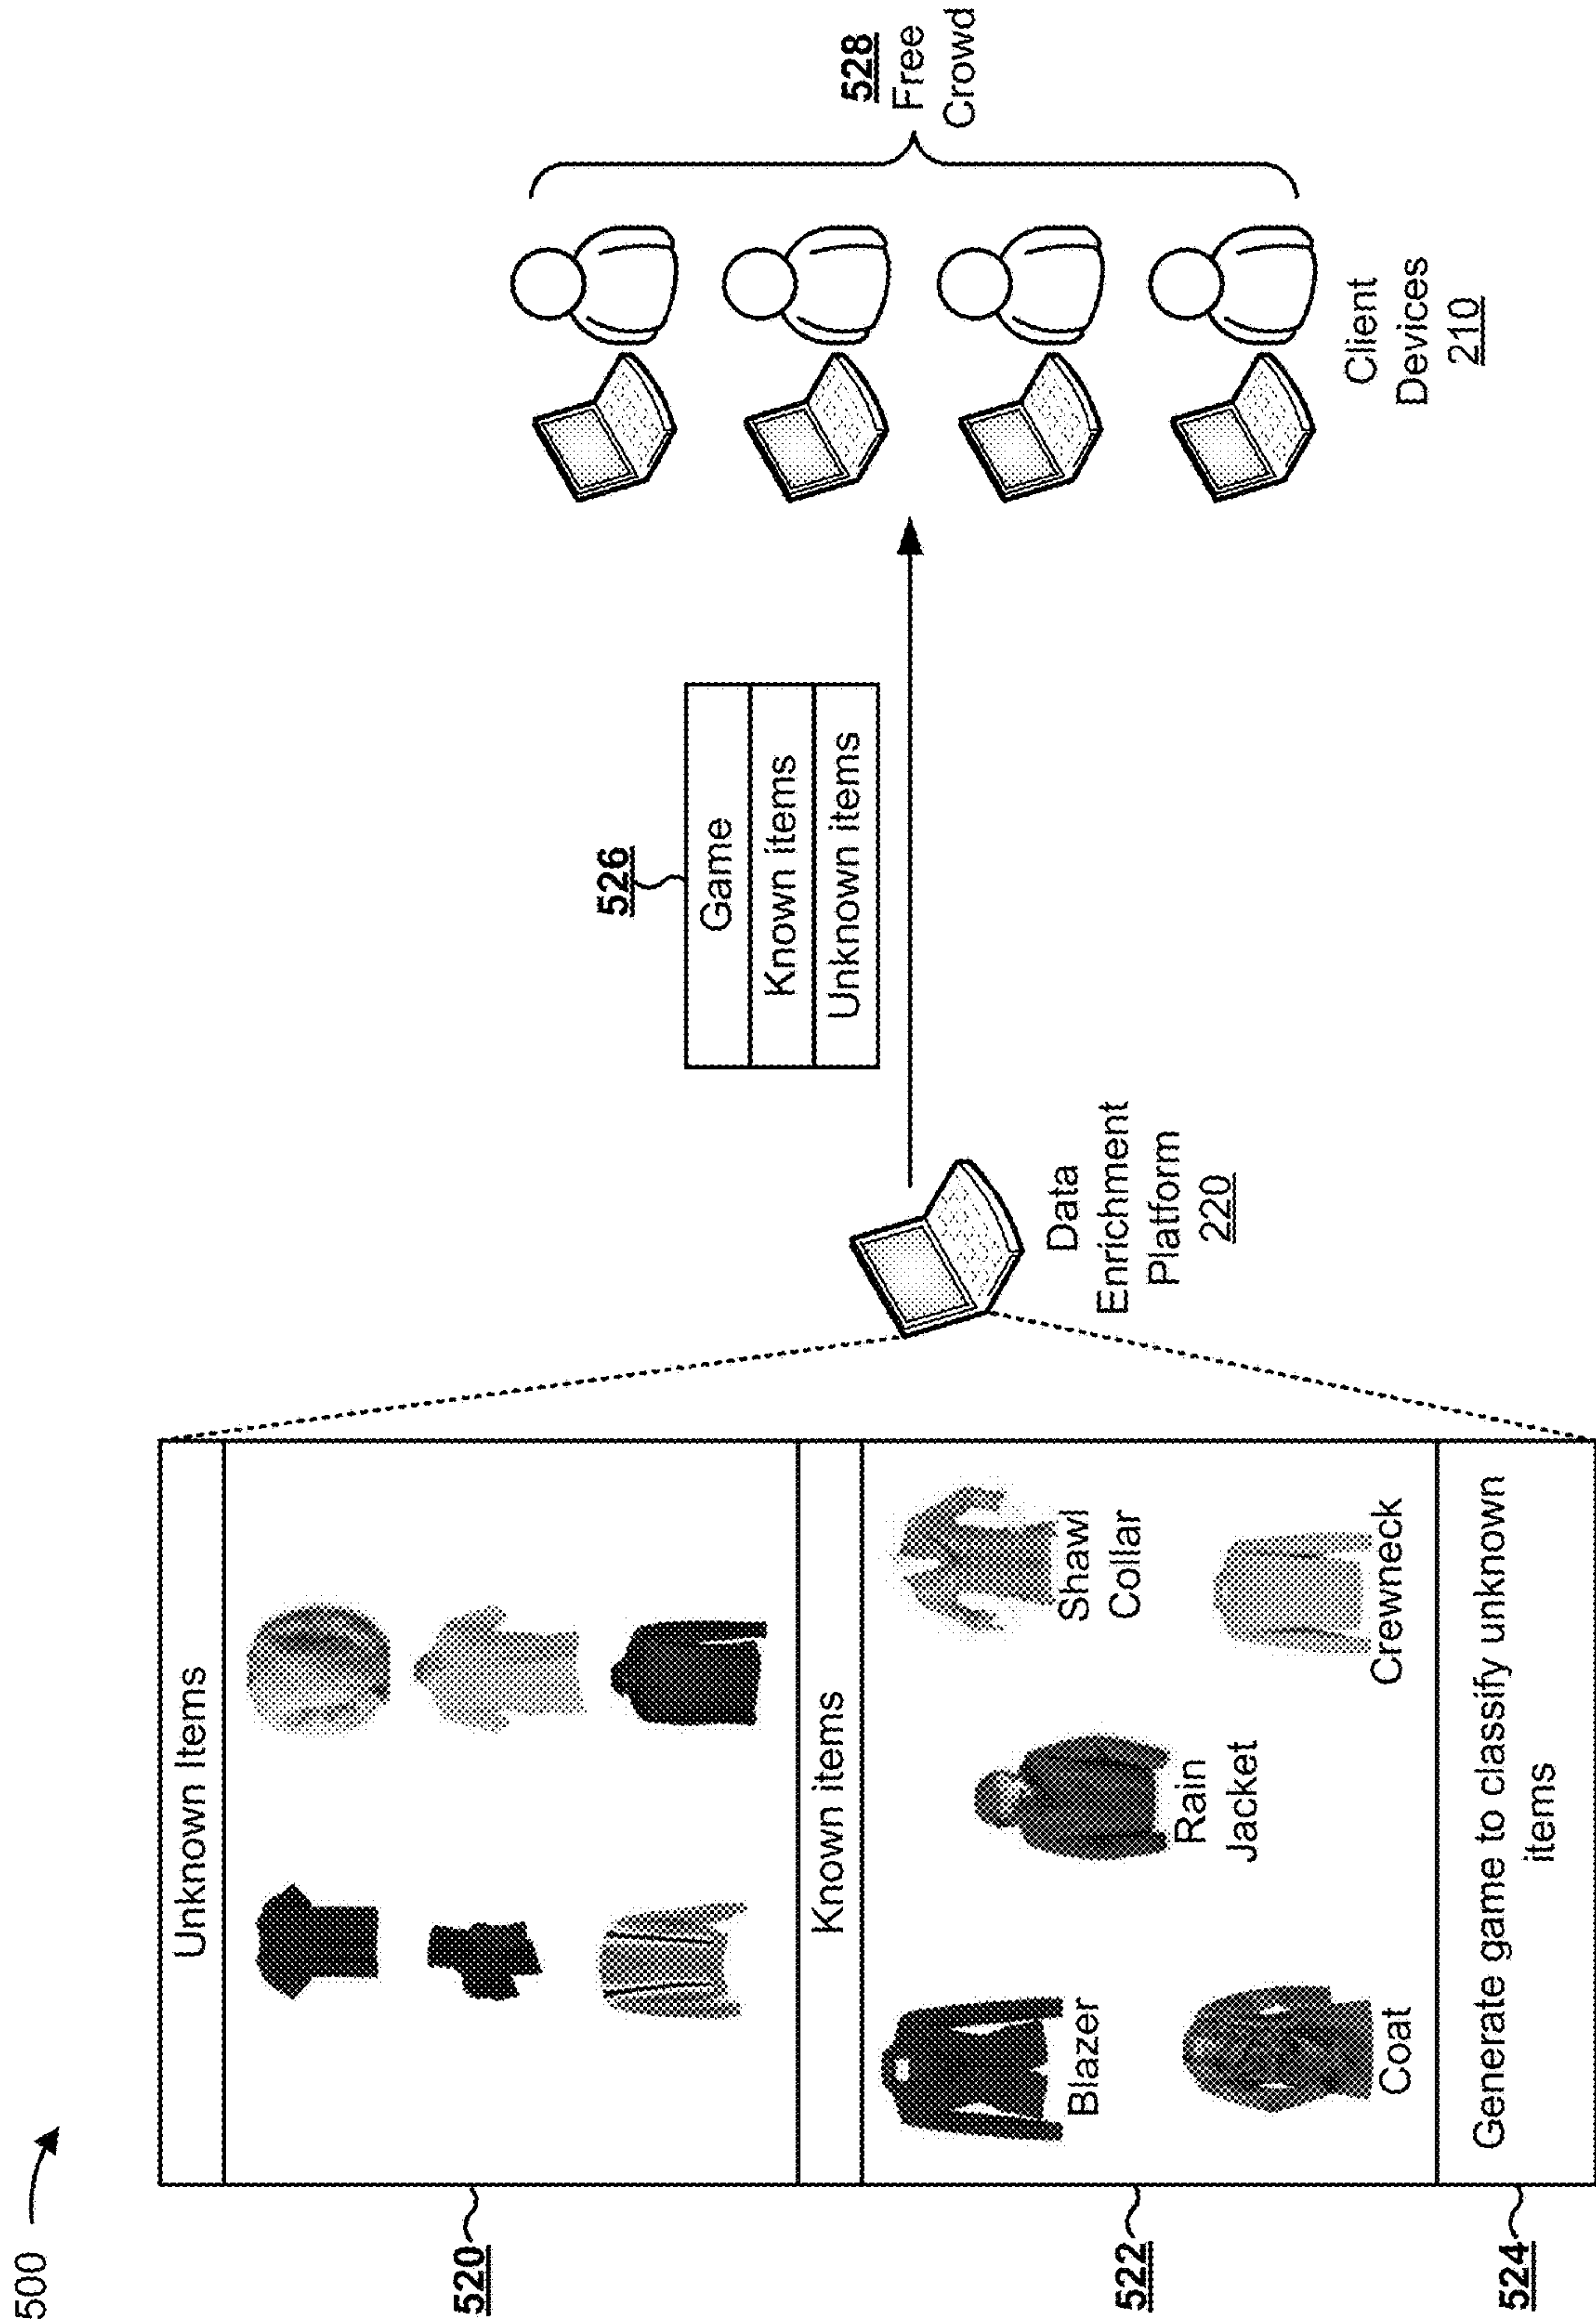 500
520
Unknown Items
522
Known items
Blazer
Rain
Jacket
Shawl
Collar
Coat
Crewneck
524
Generate game to classify unknown
items
Data
Enrichment
Platform
220
526
Game
Known items
Unknown items
Client
Devices
210
528
Free
Crowd